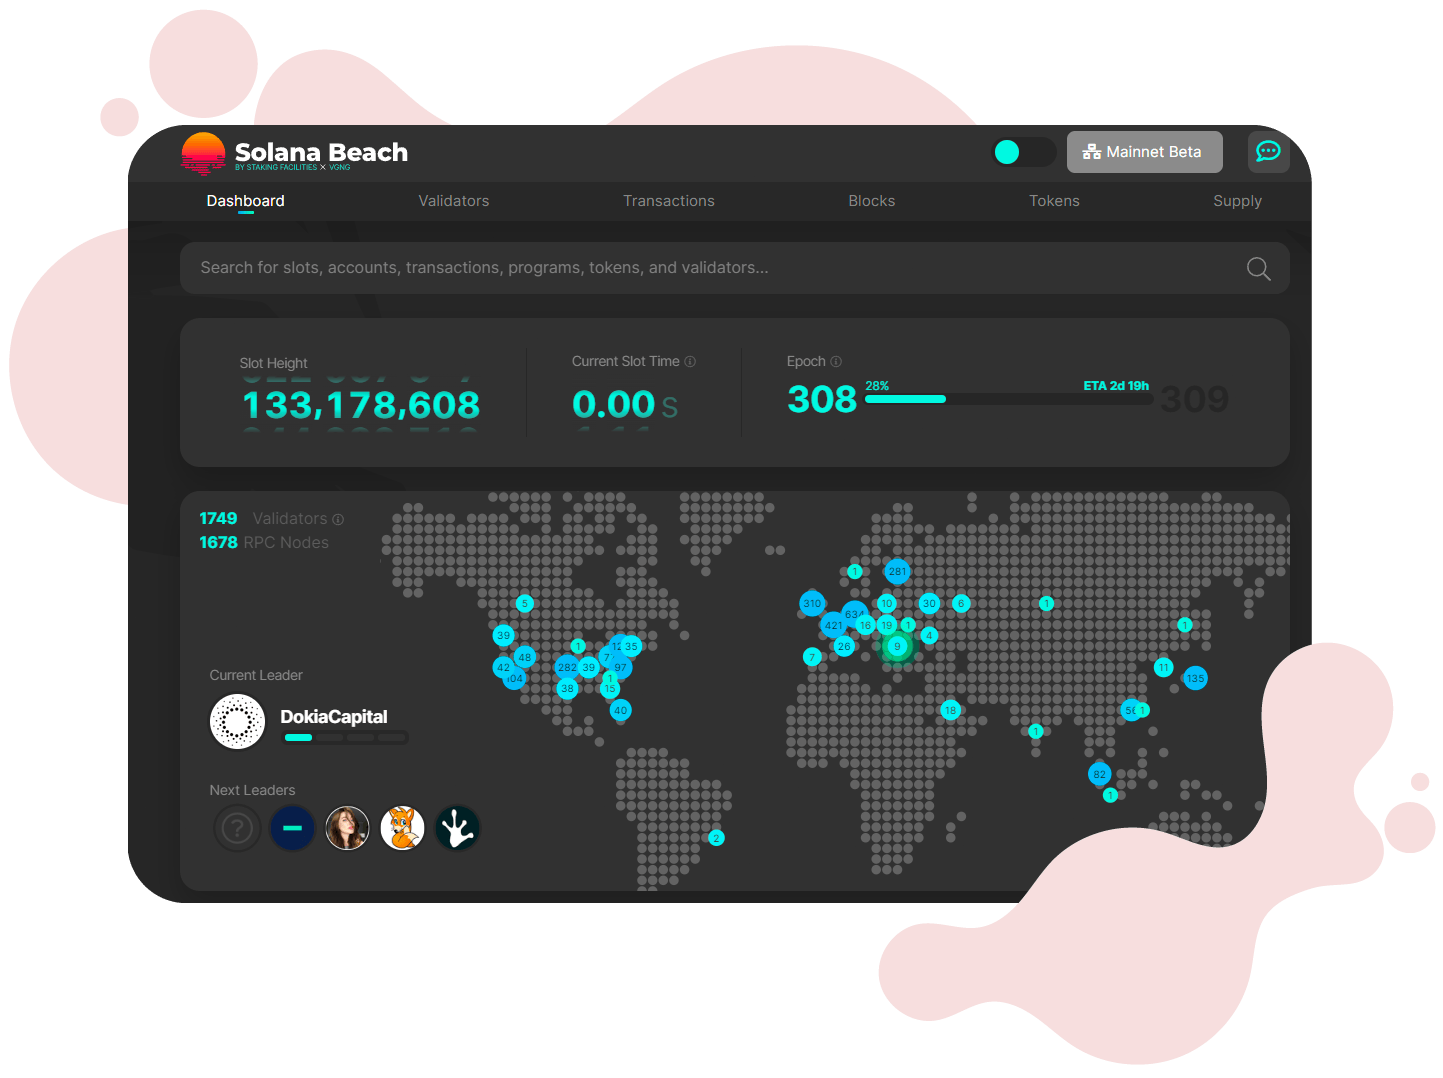 Solana Beach
BY STAKING FACILITIES × VGNG
Mainnet Beta
Dashboard Validators Transactions Blocks Tokens Supply
Search for slots, accounts, transactions, programs, tokens, and validators...
Slot Height Current Slot Time Epoch
133,178,608 0.00 S 308 28% ETA 2d 19h 309
1749 Validators
1678 RPC Nodes
1 281
310 634 10 30 6 1
5
421 16 19 1 4 1
39
1 35 26 9
48 7 7
42 282 39 97 11
104 1 135
38 15
40 18 56 1
1
82
1
2
Current Leader
DokiaCapital
Next Leaders
?